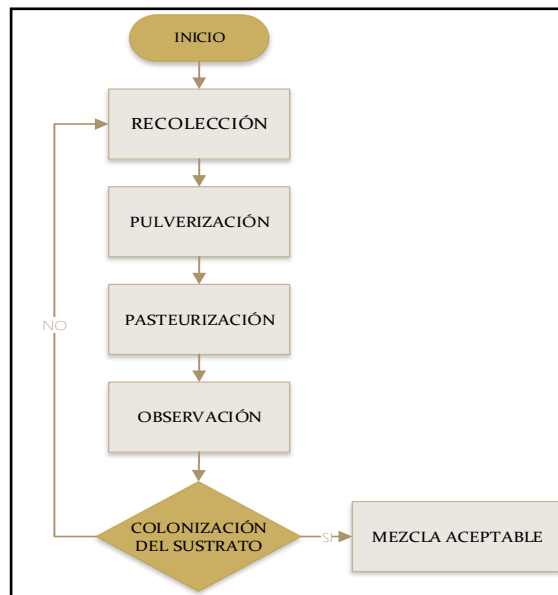 INICIO
RECOLECCIÓN
PULVERIZACIÓN
PASTEURIZACIÓN
NO
OBSERVACIÓN
COLONIZACIÓN
DEL SUSTRATO
SI
MEZCLA ACEPTABLE